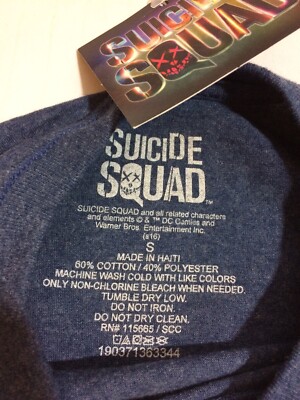 SUICIDE
SQUAD
SUICIDE
SQUAD™
SUICIDE SQUAD and all related characters
and elements © & ™ DC Comics and
Warner Bros. Entertainment Inc.
(s16)
S
MADE IN HAITI
60% COTTON / 40% POLYESTER
MACHINE WASH COLD WITH LIKE COLORS
ONLY NON-CHLORINE BLEACH WHEN NEEDED.
TUMBLE DRY LOW.
DO NOT IRON.
DO NOT DRY CLEAN.
RN# 115665 / SCC
190371363344